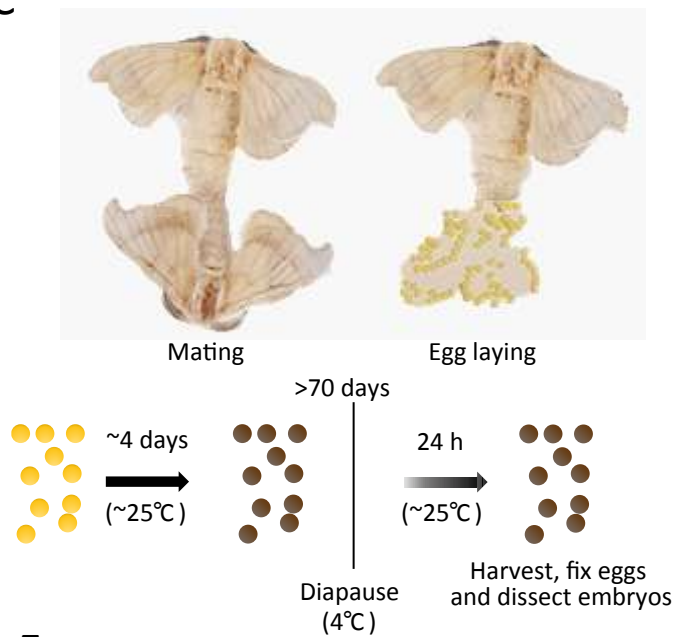 Mating
Egg laying
>70 days
~4 days
24 h
(~25℃)
(~25℃)
Diapause
(4℃)
Harvest, fix eggs
and dissect embryos